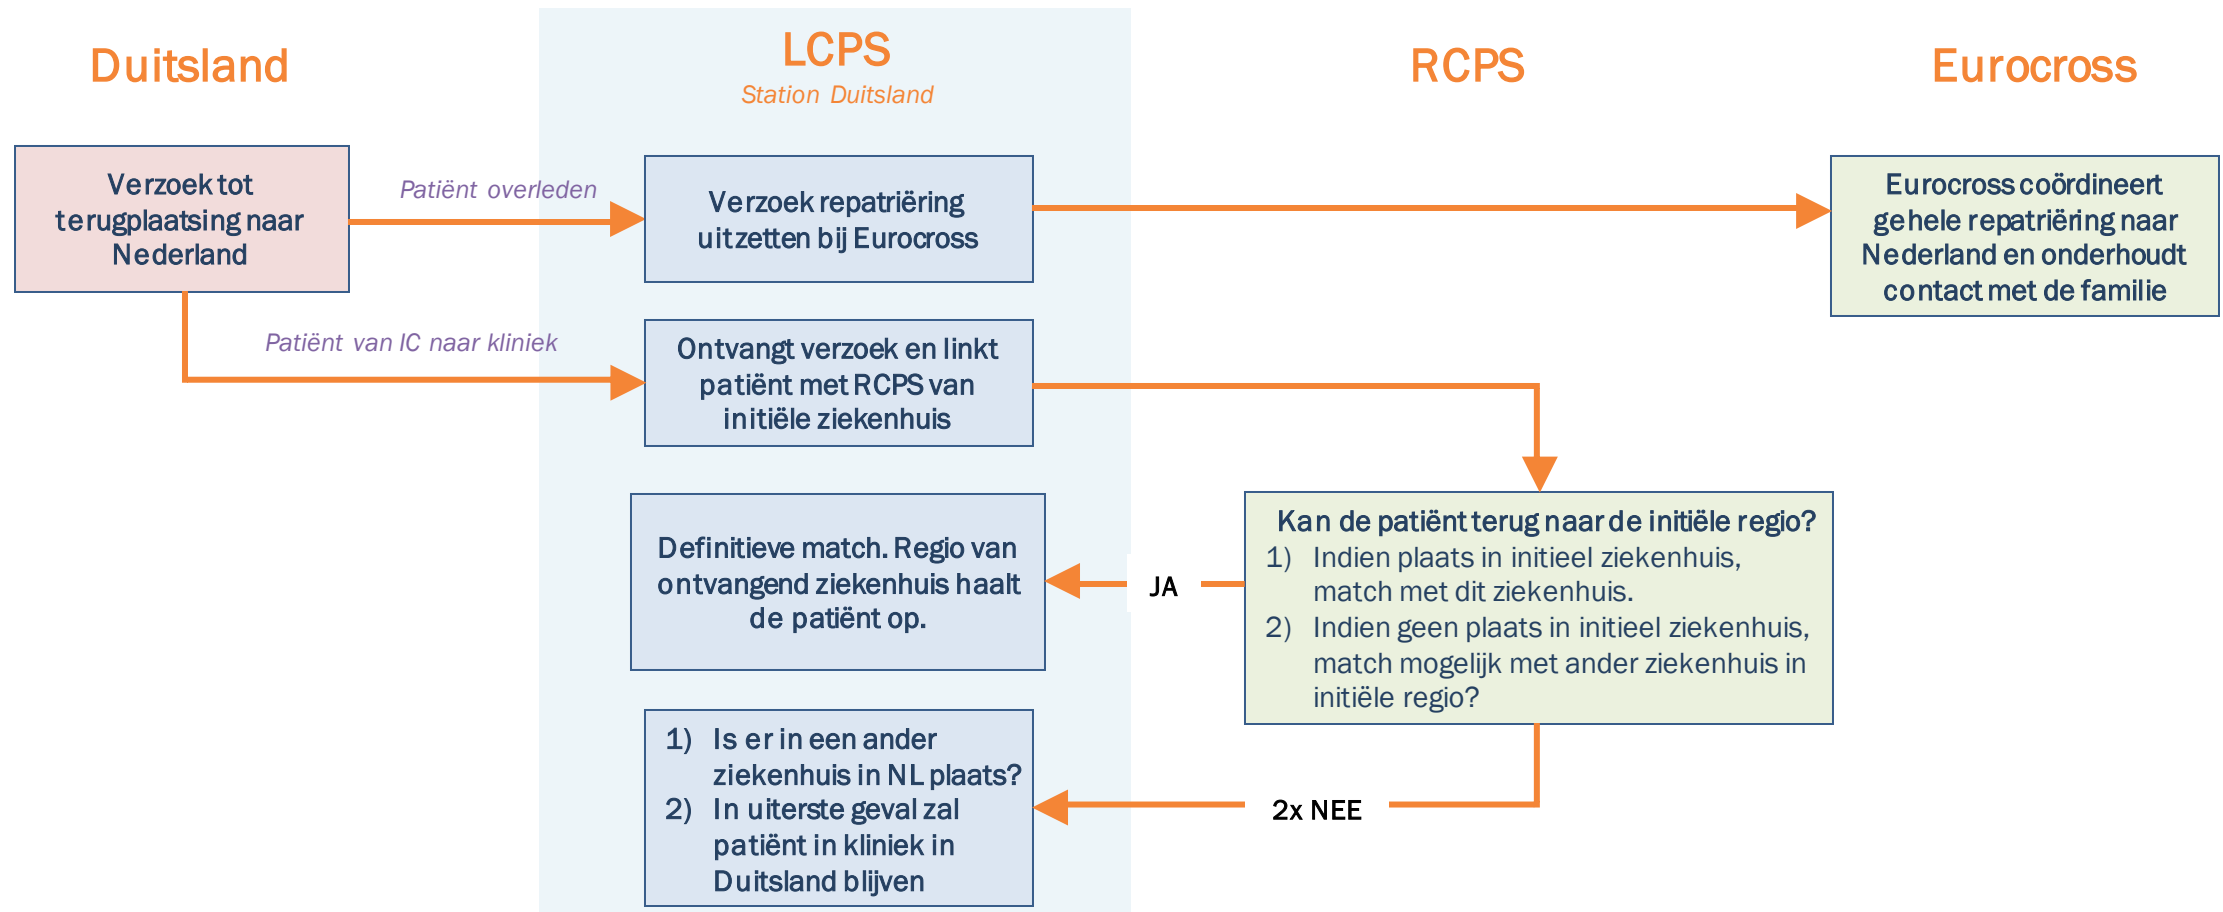 Duitsland
LCPS
Station Duitsland
RCPS
Eurocross
Verzoek tot
terugplaatsing naar
Nederland
Patiënt overleden
Verzoek repatriëring
uitzetten bij Eurocross
Eurocross coördineert
gehele repatriëring naar
Nederland en onderhoudt
contact met de familie
Patiënt van IC naar kliniek
Ontvangt verzoek en linkt
patiënt met RCPS van
initiële ziekenhuis
Kan de patiënt terug naar de initiële regio?
1) Indien plaats in initieel ziekenhuis,
match met dit ziekenhuis.
2) Indien geen plaats in initieel ziekenhuis,
match mogelijk met ander ziekenhuis in
initiële regio?
JA
Definitieve match. Regio van
ontvangend ziekenhuis haalt
de patiënt op.
2x NEE
1) Is er in een ander
ziekenhuis in NL plaats?
2) In uiterste geval zal
patiënt in kliniek in
Duitsland blijven